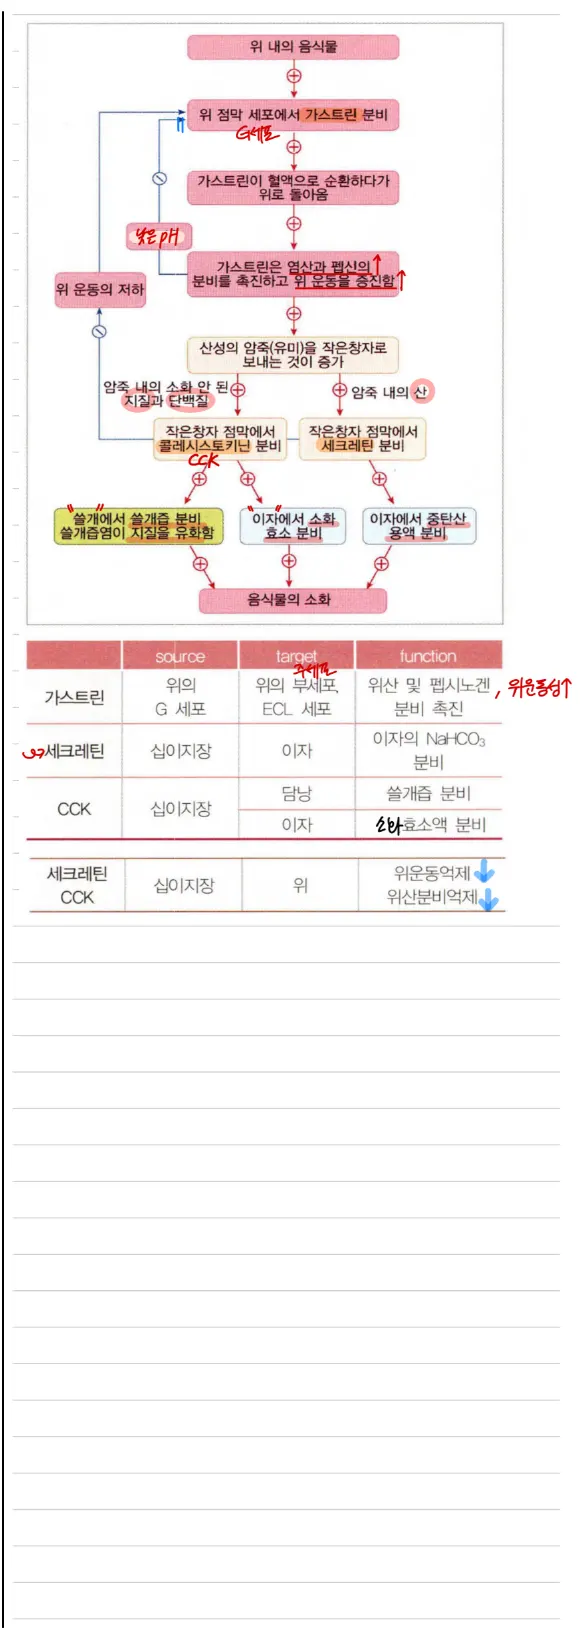 위 내의 음식물
위 점막 세포에서 가스트린 분비
G세포
가스트린이 혈액으로 순환하다가
위로 돌아옴
낮은 pH
가스트린은 염산과 펩신의↑
분비를 촉진하고 위 운동을 증진함↑
위 운동의 저하
산성의 암죽(유미)을 작은창자로
보내는 것이 증가
암죽 내의 소화 안 된
지질과 단백질
암죽 내의 산
작은창자 점막에서
콜레시스토키닌 분비
CCK
작은창자 점막에서
세크레틴 분비
"쓸개"에서 쓸개즙 분비
쓸개즙염이 지질을 유화함
"이자"에서 소화
효소 분비
이자에서 중탄산
용액 분비
음식물의 소화
source target function
주세포
가스트린 위의 G 세포 위의 부세포, ECL 세포 위산 및 펩시노겐 분비 촉진, 위운동성↑
세크레틴 십이지장 이자 이자의 NaHCO₃ 분비
CCK 십이지장 담낭 쓸개즙 분비
이자 소화효소액 분비
세크레틴 CCK 십이지장 위 위운동억제↓
위산분비억제↓